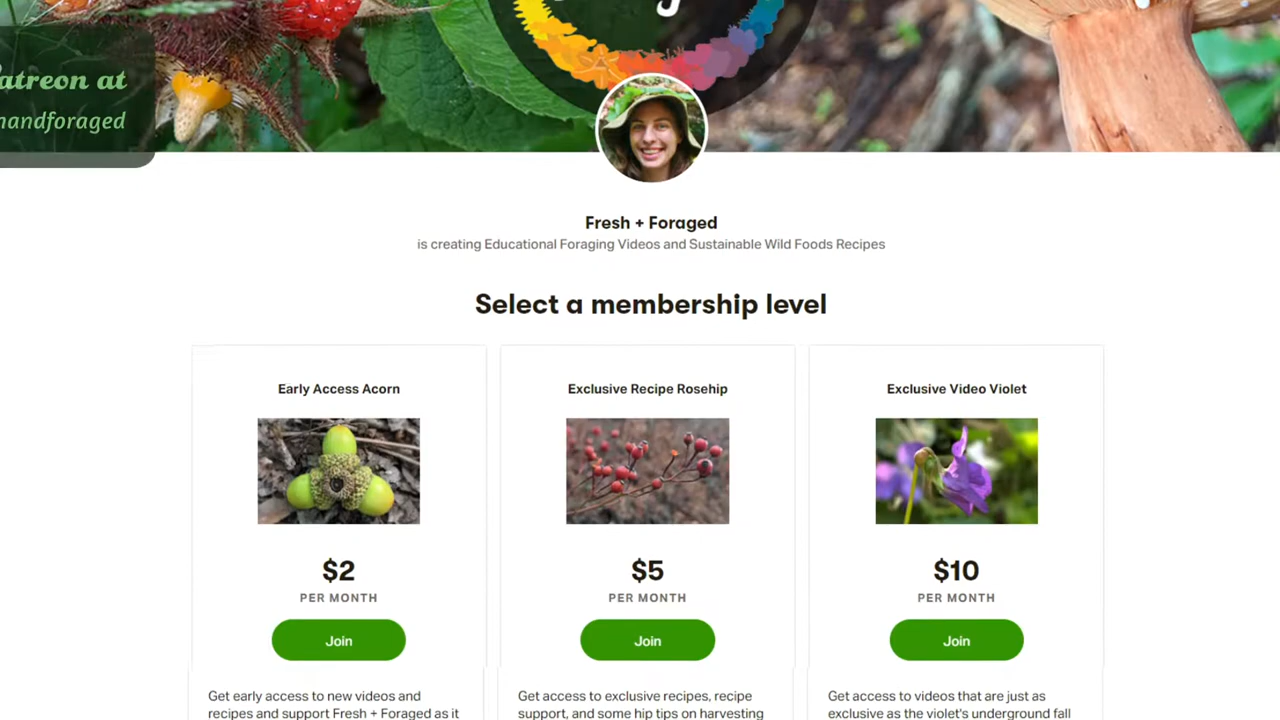 atreon at
handforaged
Fresh + Foraged
is creating Educational Foraging Videos and Sustainable Wild Foods Recipes
Select a membership level
Early Access Acorn
Exclusive Recipe Rosehip
Exclusive Video Violet
$2
PER MONTH
Join
$5
PER MONTH
Join
$10
PER MONTH
Join
Get early access to new videos and
recipes and support Fresh + Foraged as it
Get access to exclusive recipes, recipe
support, and some hip tips on harvesting
Get access to videos that are just as
exclusive as the violet's underground fall